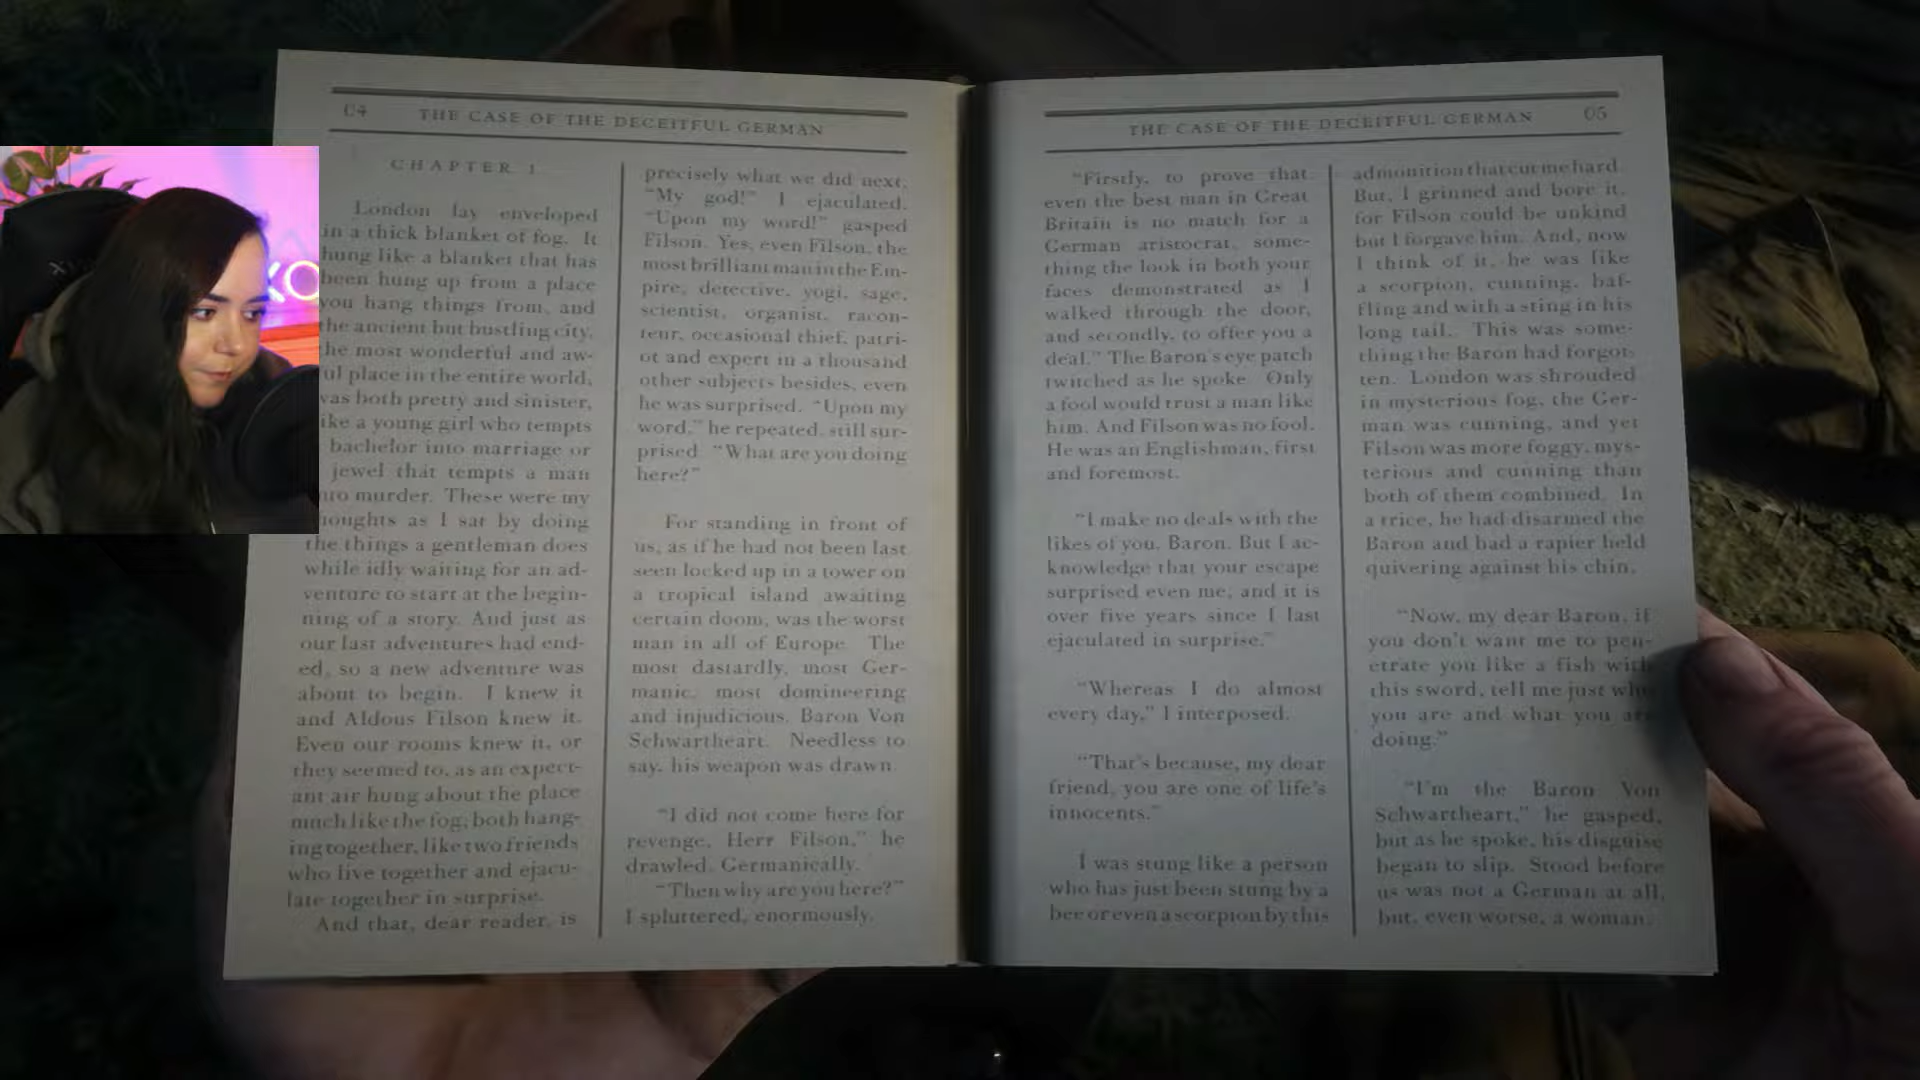 C4 THE CASE OF THE DECEITFUL GERMAN
CHAPTER 1
London lay enveloped
in a thick blanket of fog. It
hung like a blanket that has
been hung up from a place
you hang things from, and
the ancient but bustling city,
he most wonderful and aw-
ul place in the entire world,
was both pretty and sinister,
ike a young girl who tempts
bachelor into marriage or
jewel that tempts a man
nto murder. These were my
houghts as I sat by doing
the things a gentleman does
while idly waiting for an ad-
venture to start at the begin-
ning of a story. And just as
our last adventures had end-
ed, so a new adventure was
about to begin. I knew it
and Aldous Filson knew it.
Even our rooms knew it, or
they seemed to, as an expect-
ant air hung about the place
much like the fog; both hang-
ing together, like two friends
who live together and ejacu-
late together in surprise.
And that, dear reader, is
precisely what we did next.
"My god!" I ejaculated.
"Upon my word!" gasped
Filson. Yes, even Filson, the
most brilliant man in the Em-
pire, detective, yogi, sage,
scientist, organist, racon-
teur, occasional thief, patri-
ot and expert in a thousand
other subjects besides, even
he was surprised. "Upon my
word," he repeated, still sur-
prised. "What are you doing
here?"
For standing in front of
us, as if he had not been last
seen locked up in a tower on
a tropical island awaiting
certain doom, was the worst
man in all of Europe. The
most dastardly, most Ger-
manic, most domineering
and injudicious, Baron Von
Schwartheart. Needless to
say, his weapon was drawn.
"I did not come here for
revenge, Herr Filson," he
drawled, Germanically.
"Then why are you here?"
I spluttered, enormously.
THE CASE OF THE DECEITFUL GERMAN 05
"Firstly, to prove that
even the best man in Great
Britain is no match for a
German aristocrat, some-
thing the look in both your
faces demonstrated as I
walked through the door,
and secondly, to offer you a
deal." The Baron's eye patch
twitched as he spoke. Only
a fool would trust a man like
him. And Filson was no fool.
He was an Englishman, first
and foremost.
"I make no deals with the
likes of you, Baron. But I ac-
knowledge that your escape
surprised even me, and it is
over five years since I last
ejaculated in surprise."
"Whereas I do almost
every day," I interposed.
"That's because, my dear
friend, you are one of life's
innocents."
I was stung like a person
who has just been stung by a
bee or even a scorpion by this
admonition that cut me hard.
But, I grinned and bore it,
for Filson could be unkind
but I forgave him. And, now
I think of it, he was like
a scorpion, cunning, baf-
fling and with a sting in his
long tail. This was some-
thing the Baron had forgot-
ten. London was shrouded
in mysterious fog, the Ger-
man was cunning, and yet
Filson was more foggy, mys-
terious and cunning than
both of them combined. In
a trice, he had disarmed the
Baron and had a rapier held
quivering against his chin.
"Now, my dear Baron, if
you don't want me to pen-
etrate you like a fish with
this sword, tell me just who
you are and what you are
doing."
"I'm the Baron Von
Schwartheart," he gasped,
but as he spoke, his disguise
began to slip. Stood before
us was not a German at all,
but, even worse, a woman.